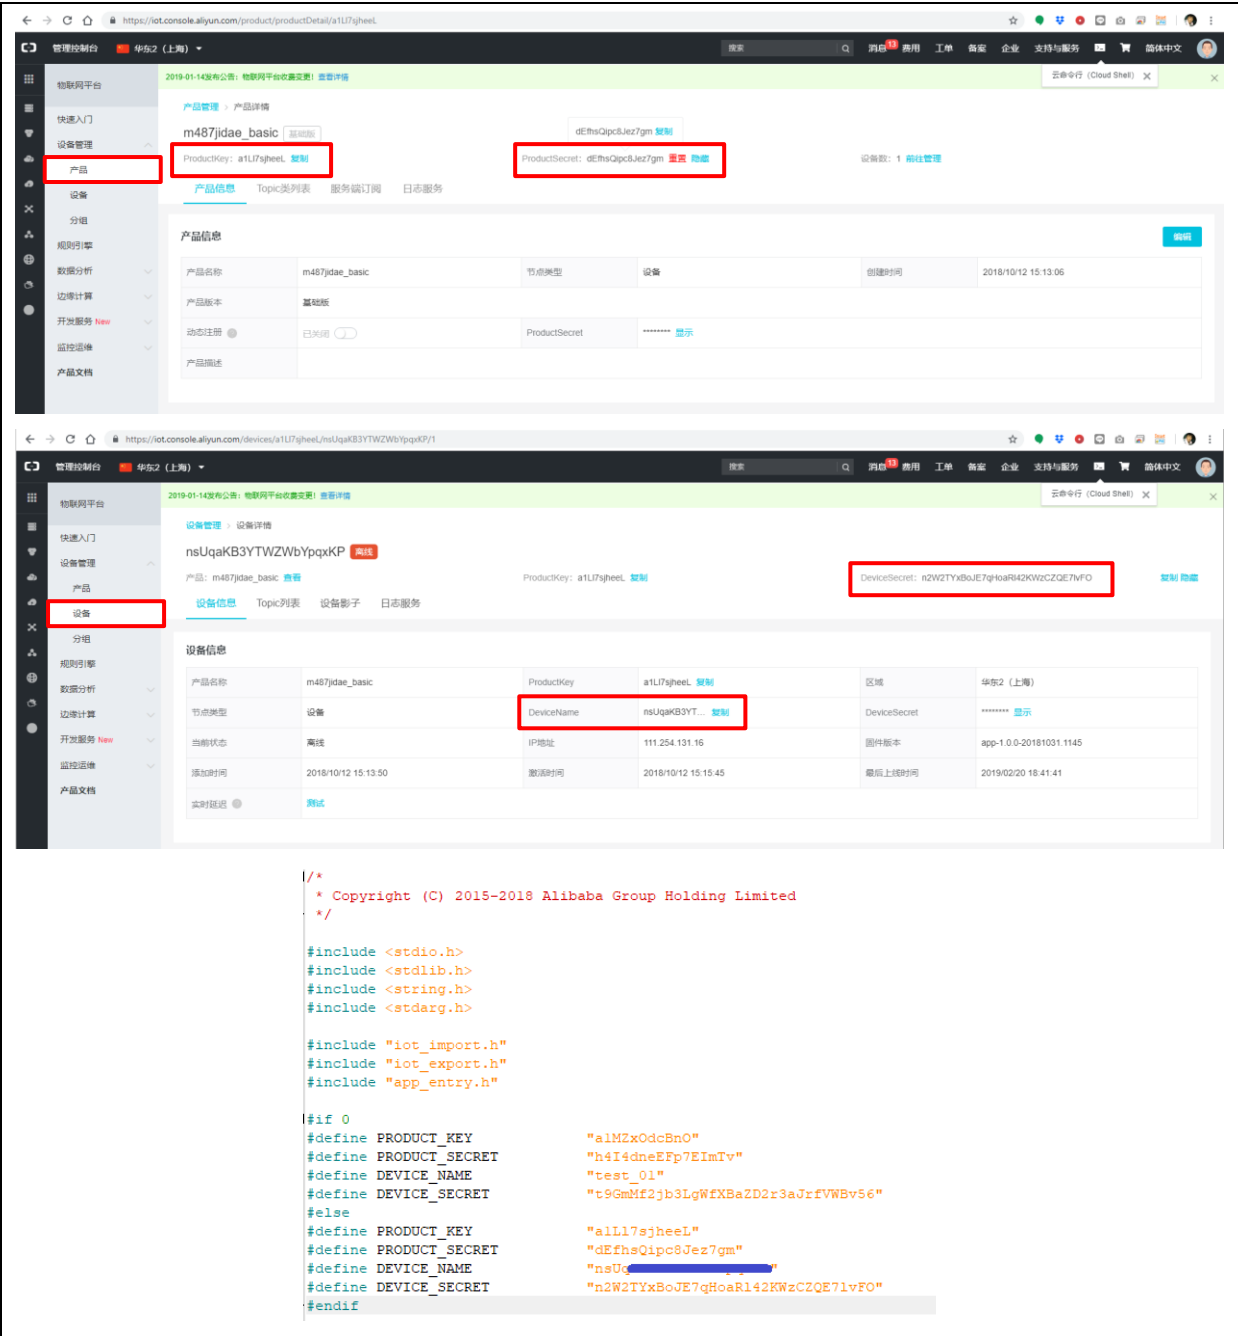 https://iot.console.aliyun.com/product/productDetail/a1LI7sjheeL
管理控制台 华东2（上海） 搜索 消息13 费用 工单 备案 企业 支持与服务 简体中文
物联网平台
2019-01-14发布公告：物联网平台收费变更！查看详情
云命令行（Cloud Shell）
快速入门
设备管理
产品
设备
分组
规则引擎
数据分析
边缘计算
开发服务 New
监控运维
产品文档
产品管理 > 产品详情
m487jidae_basic 基础版
dEfhsQipc8Jez7gm 复制
ProductKey：a1LI7sjheeL 复制 ProductSecret：dEfhsQipc8Jez7gm 重置 隐藏 设备数：1 前往管理
产品信息 Topic类列表 服务端订阅 日志服务
产品信息 编辑
产品名称 m487jidae_basic 节点类型 设备 创建时间 2018/10/12 15:13:06
产品版本 基础版
动态注册 已关闭 ProductSecret ******** 显示
产品描述
https://iot.console.aliyun.com/devices/a1LI7sjheeL/nsUqaKB3YTWZWbYpqxKP/1
管理控制台 华东2（上海） 搜索 消息13 费用 工单 备案 企业 支持与服务 简体中文
物联网平台
2019-01-14发布公告：物联网平台收费变更！查看详情
云命令行（Cloud Shell）
快速入门
设备管理
产品
设备
分组
规则引擎
数据分析
边缘计算
开发服务 New
监控运维
产品文档
设备管理 > 设备详情
nsUqaKB3YTWZWbYpqxKP 离线
产品：m487jidae_basic 查看 ProductKey：a1LI7sjheeL 复制 DeviceSecret：n2W2TYxBoJE7qHoaRl42KWzCZQE7lvFO 复制 隐藏
设备信息 Topic列表 设备影子 日志服务
设备信息
产品名称 m487jidae_basic ProductKey a1LI7sjheeL 复制 区域 华东2（上海）
节点类型 设备 DeviceName nsUqaKB3YT... 复制 DeviceSecret ******** 显示
当前状态 离线 IP地址 111.254.131.16 固件版本 app-1.0.0-20181031.1145
添加时间 2018/10/12 15:13:50 激活时间 2018/10/12 15:15:45 最后上线时间 2019/02/20 18:41:41
实时延迟 测试
/*
* Copyright (C) 2015-2018 Alibaba Group Holding Limited
*/
#include <stdio.h>
#include <stdlib.h>
#include <string.h>
#include <stdarg.h>
#include "iot_import.h"
#include "iot_export.h"
#include "app_entry.h"
#if 0
#define PRODUCT_KEY "a1MZxOdcBnO"
#define PRODUCT_SECRET "h4I4dneEFp7EImTv"
#define DEVICE_NAME "test_01"
#define DEVICE_SECRET "t9GmMf2jb3LgWfXBaZD2r3aJrfVWBv56"
#else
#define PRODUCT_KEY "a1Ll7sjheeL"
#define PRODUCT_SECRET "dEfhsQipc8Jez7gm"
#define DEVICE_NAME "nsUq "
#define DEVICE_SECRET "n2W2TYxBoJE7qHoaRl42KWzCZQE7lvFO"
#endif